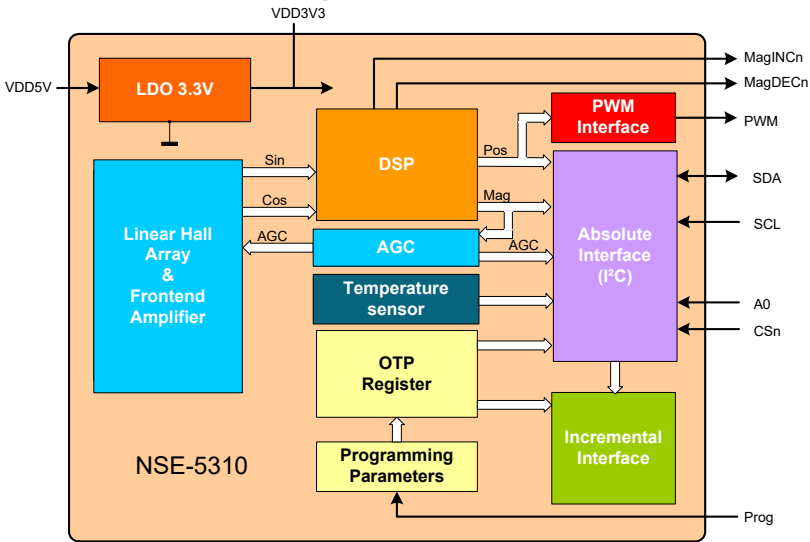 VDD3V3
VDD5V
LDO 3.3V
MagINCn
MagDECn
PWM
Interface
PWM
DSP
Pos
Sin
Mag
Cos
SDA
SCL
Linear Hall
Array
&
Frontend
Amplifier
AGC
AGC
AGC
Absolute
Interface
(I²C)
Temperature
sensor
A0
CSn
OTP
Register
Incremental
Interface
Programming
Parameters
NSE-5310
Prog